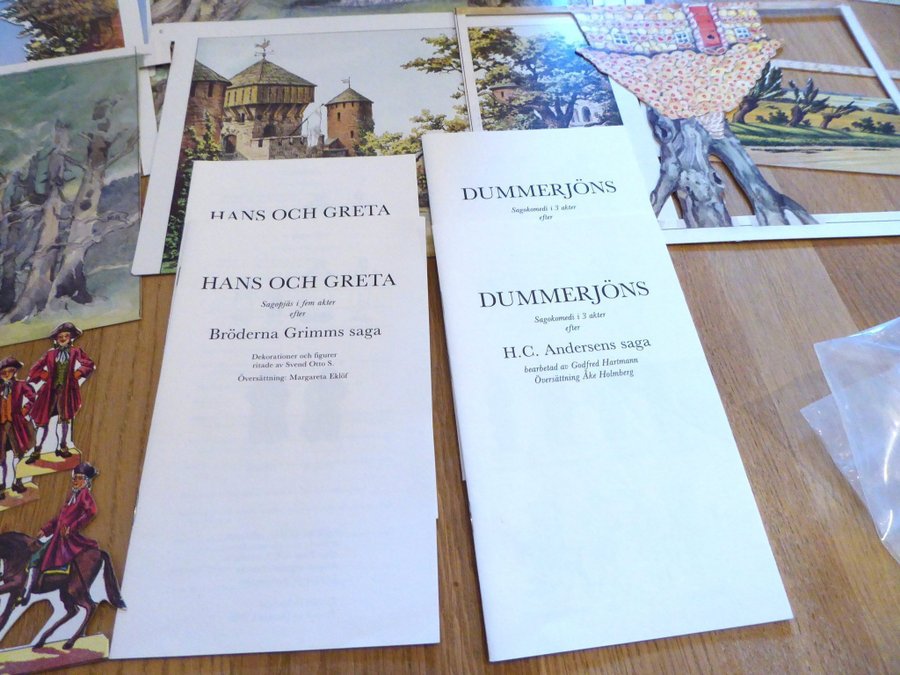 HANS OCH GRETA
HANS OCH GRETA
Sagopjäs i fem akter
efter
Bröderna Grimms saga
Dekorationer och figurer
ritade av Svend Otto S.
Översättning: Margareta Eklöf
DUMMERJÖNS
Sagokomedi i 3 akter
efter
DUMMERJÖNS
Sagokomedi i 3 akter
efter
H.C. Andersens saga
bearbetad av Godfred Hartmann
Översättning Åke Holmberg